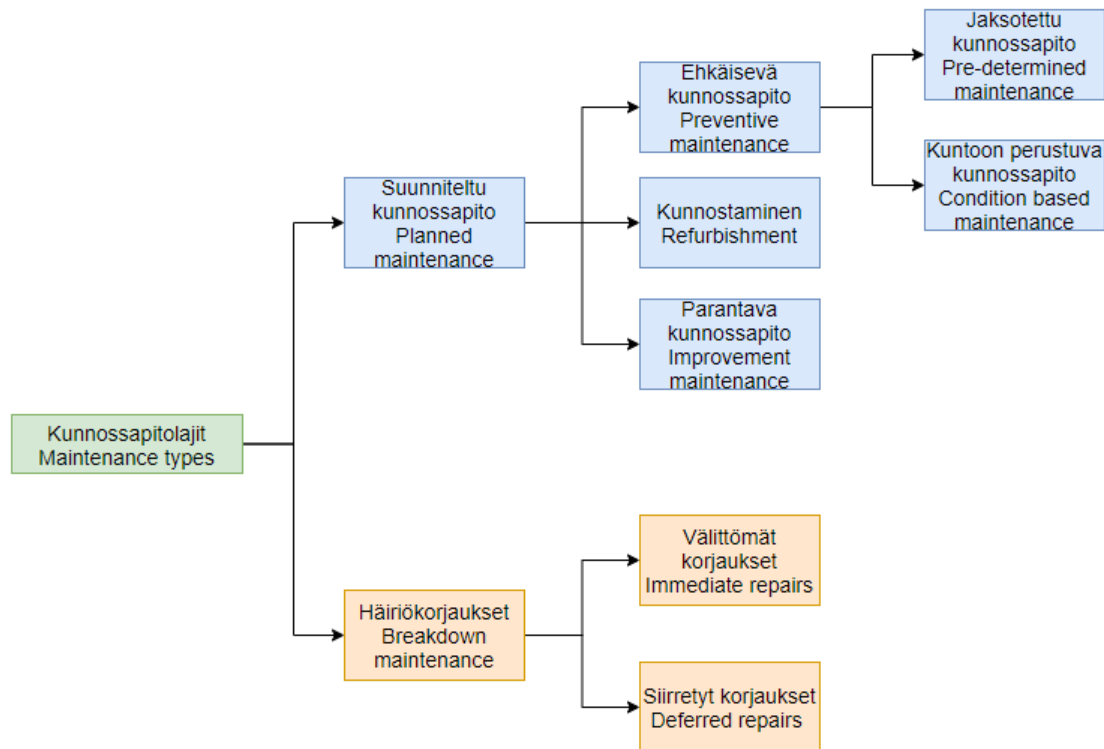 Jaksotettu
kunnossapito
Pre-determined
maintenance
Ehkäisevä
kunnossapito
Preventive
maintenance
Kuntoon perustuva
kunnossapito
Condition based
maintenance
Suunniteltu
kunnossapito
Planned
maintenance
Kunnostaminen
Refurbishment
Parantava
kunnossapito
Improvement
maintenance
Kunnossapitolajit
Maintenance types
Välittömät
korjaukset
Immediate repairs
Häiriökorjaukset
Breakdown
maintenance
Siirretyt korjaukset
Deferred repairs